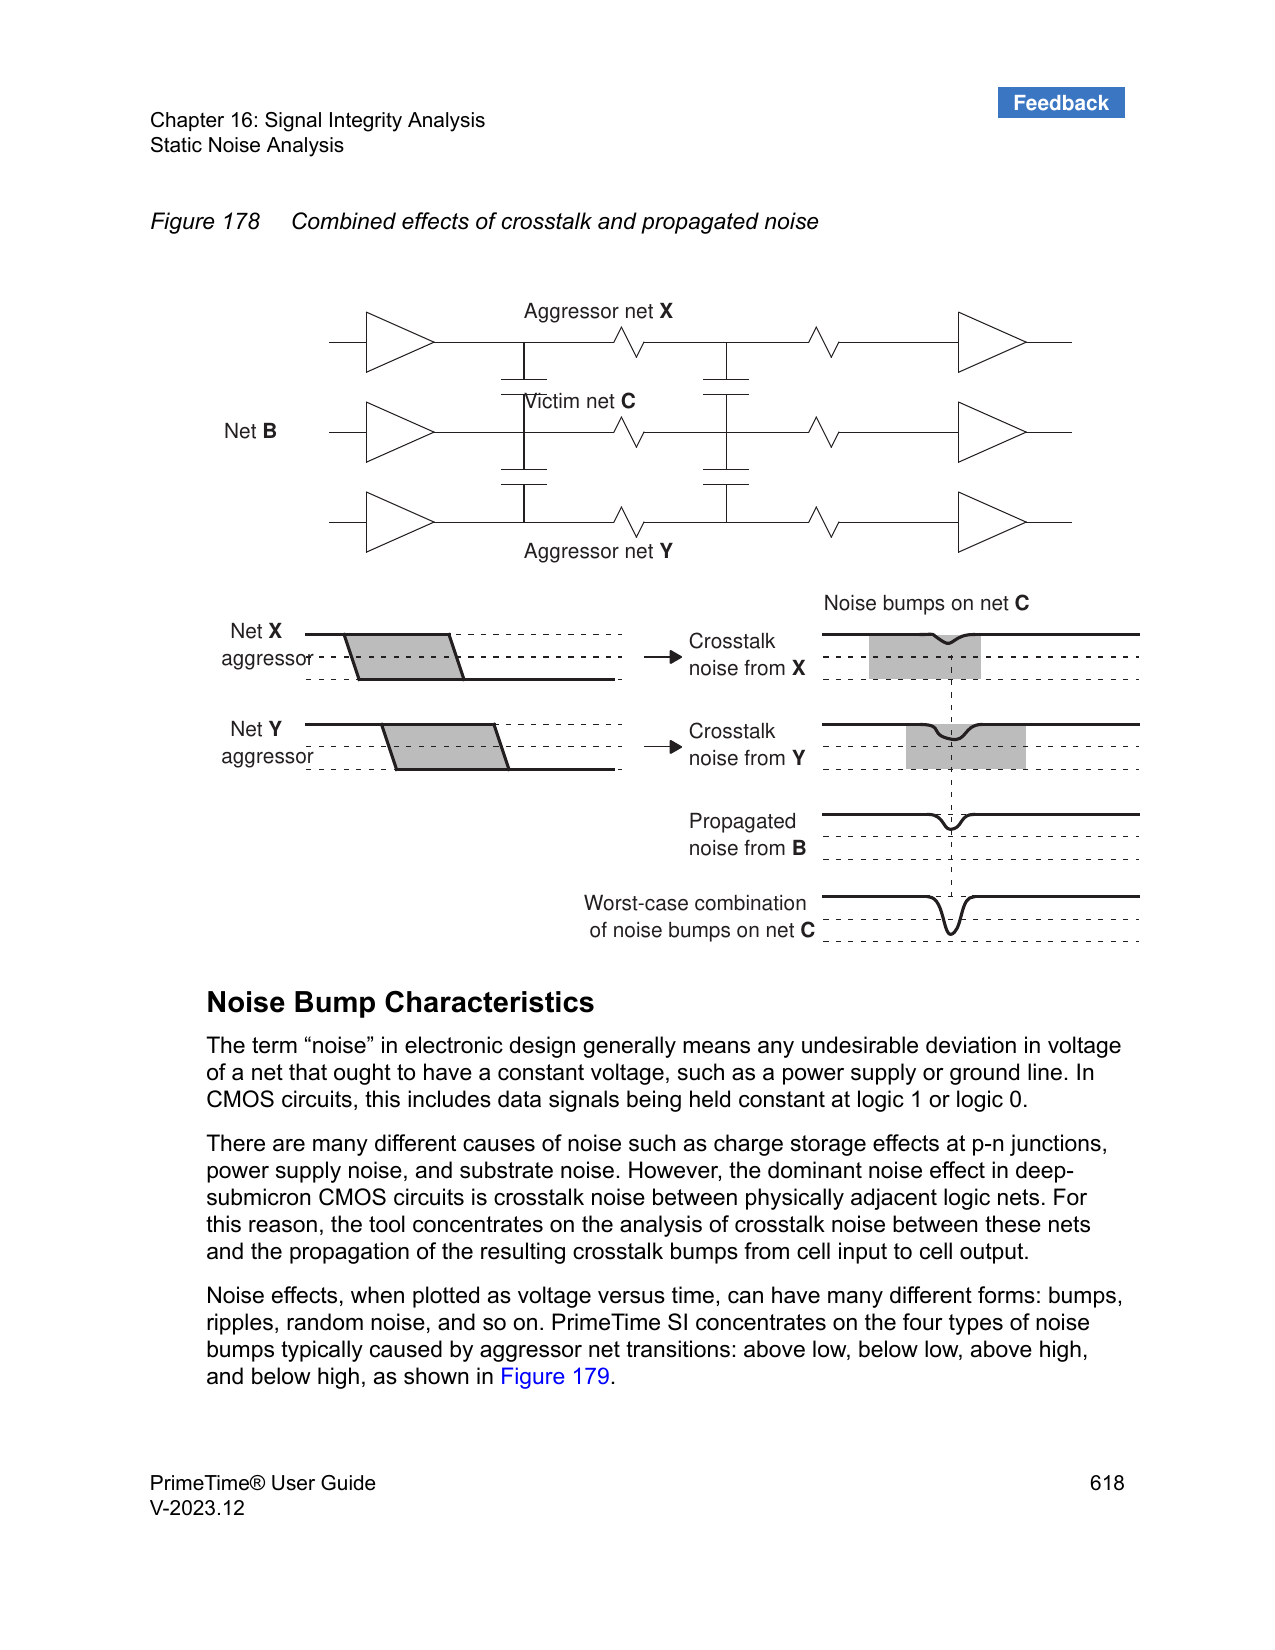 Feedback
Chapter 16: Signal Integrity Analysis
Static Noise Analysis
Figure 178 Combined effects of crosstalk and propagated noise
Aggressor net X
Victim net C
Net B
Aggressor net Y
Noise bumps on net C
Net X
aggressor
Crosstalk
noise from X
Net Y
aggressor
Crosstalk
noise from Y
Propagated
noise from B
Worst-case combination
of noise bumps on net C
Noise Bump Characteristics
The term “noise” in electronic design generally means any undesirable deviation in voltage
of a net that ought to have a constant voltage, such as a power supply or ground line. In
CMOS circuits, this includes data signals being held constant at logic 1 or logic 0.
There are many different causes of noise such as charge storage effects at p-n junctions,
power supply noise, and substrate noise. However, the dominant noise effect in deep-
submicron CMOS circuits is crosstalk noise between physically adjacent logic nets. For
this reason, the tool concentrates on the analysis of crosstalk noise between these nets
and the propagation of the resulting crosstalk bumps from cell input to cell output.
Noise effects, when plotted as voltage versus time, can have many different forms: bumps,
ripples, random noise, and so on. PrimeTime SI concentrates on the four types of noise
bumps typically caused by aggressor net transitions: above low, below low, above high,
and below high, as shown in Figure 179.
PrimeTime® User Guide
618
V-2023.12